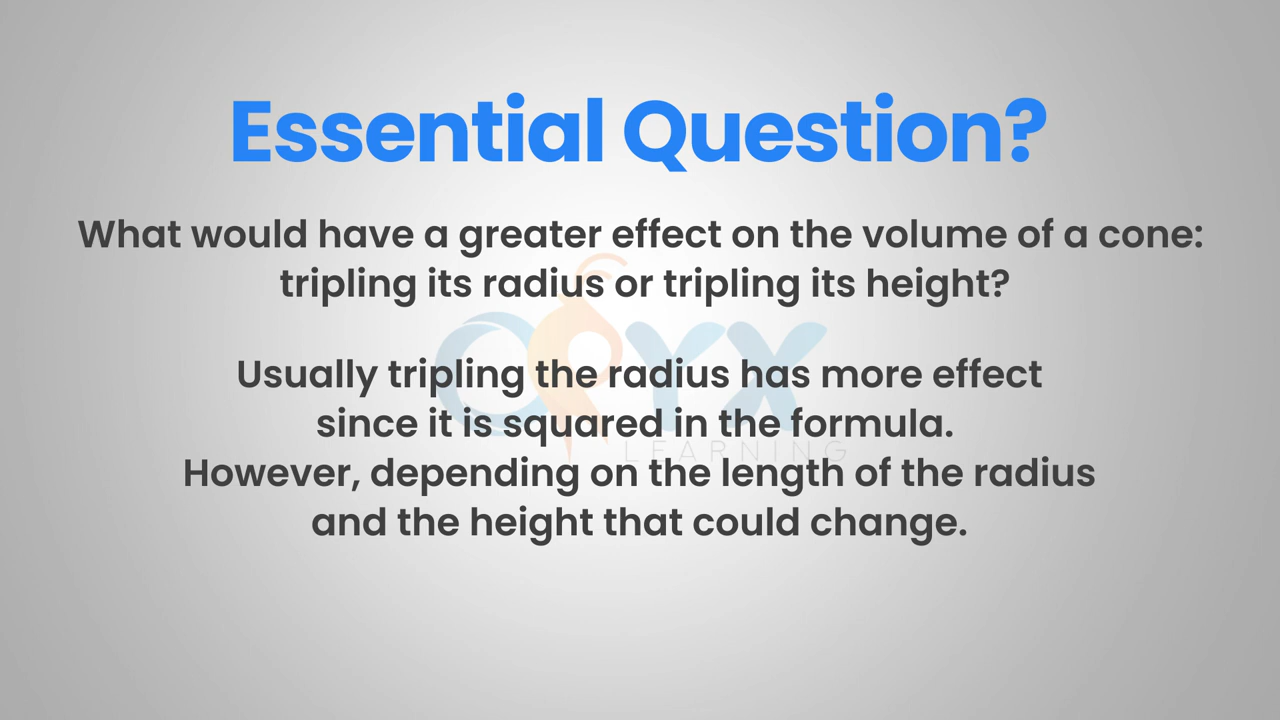 Essential Question?
What would have a greater effect on the volume of a cone:
tripling its radius or tripling its height?
Usually tripling the radius has more effect
since it is squared in the formula.
However, depending on the length of the radius
and the height that could change.
ORYX
LEARNING